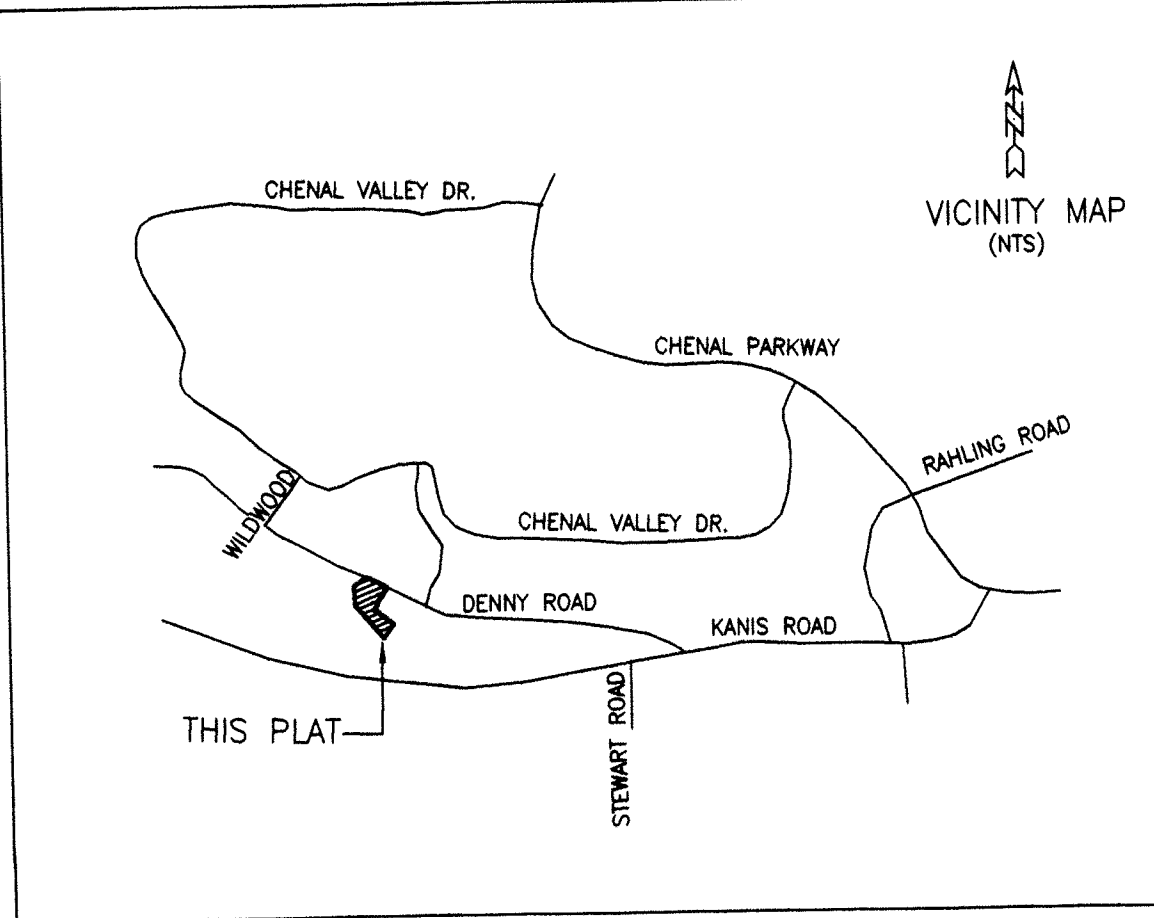 CHENAL VALLEY DR.
N
VICINITY MAP
(NTS)
CHENAL PARKWAY
RAHLING ROAD
WILDWOOD
CHENAL VALLEY DR.
DENNY ROAD
KANIS ROAD
THIS PLAT
STEWART ROAD